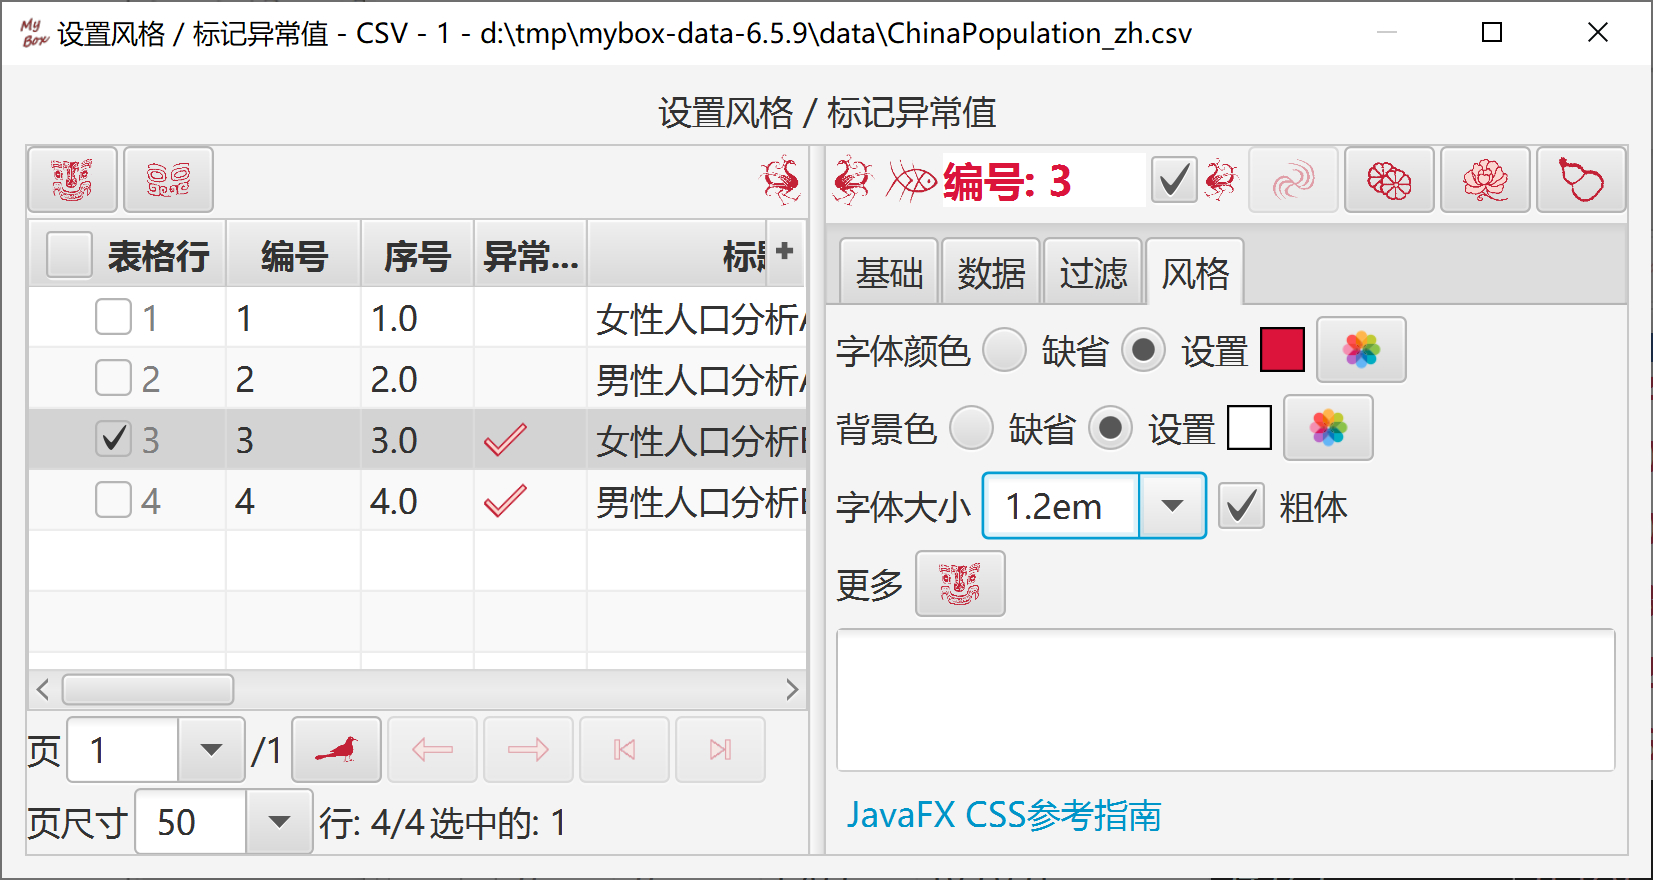 My Box 设置风格 / 标记异常值 - CSV - 1 - d:\tmp\mybox-data-6.5.9\data\ChinaPopulation_zh.csv
设置风格 / 标记异常值
编号: 3
表格行 编号 序号 异常... 标题 +
1 1 1.0 女性人口分析A
2 2 2.0 男性人口分析A
3 3 3.0 女性人口分析B
4 4 4.0 男性人口分析B
页 1 /1
页尺寸 50 行: 4/4 选中的: 1
基础 数据 过滤 风格
字体颜色 缺省 设置
背景色 缺省 设置
字体大小 1.2em 粗体
更多
JavaFX CSS参考指南